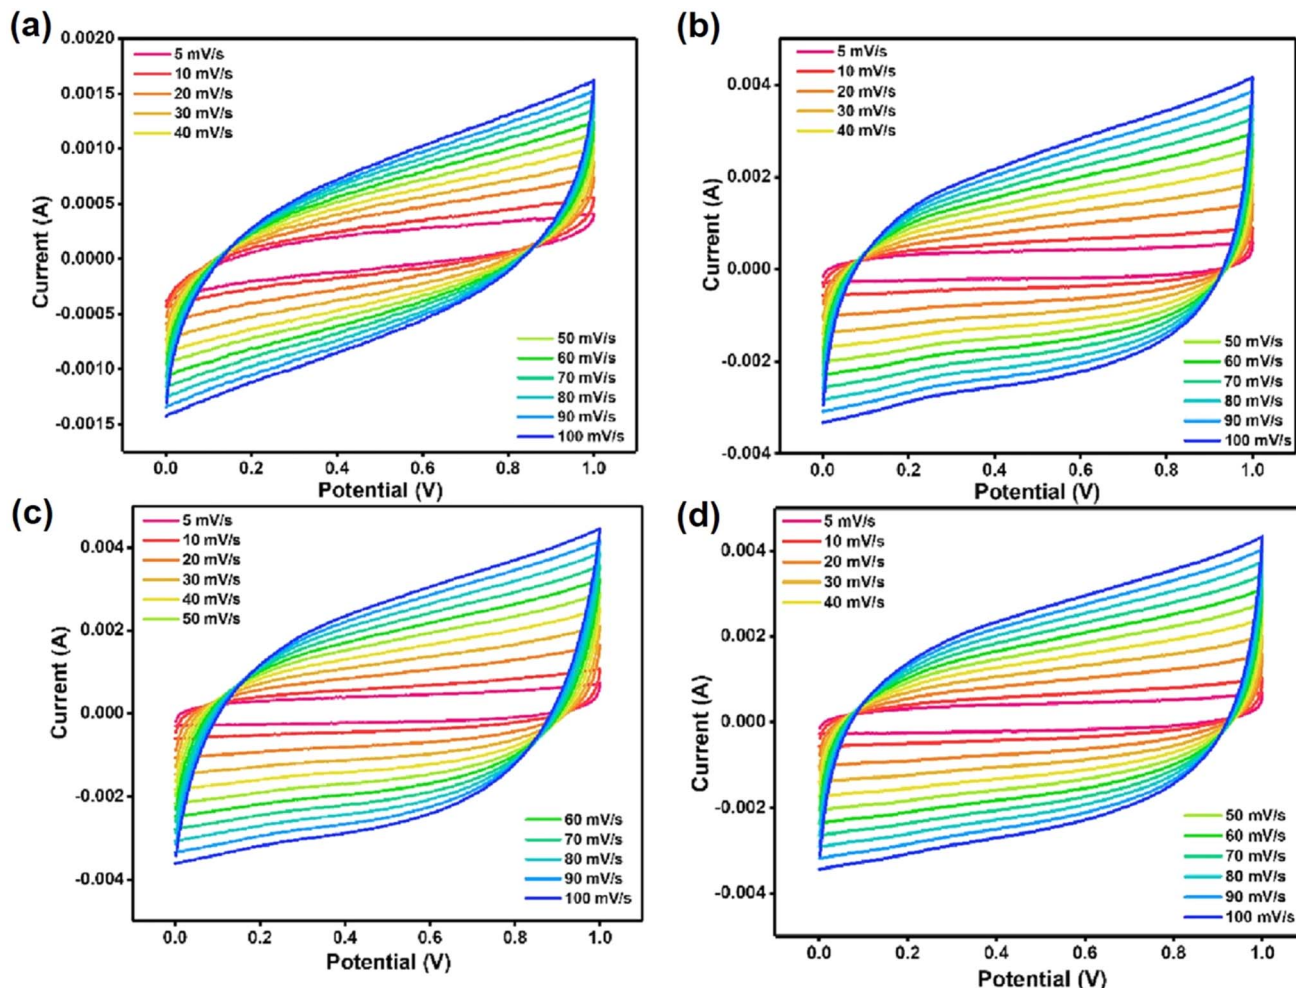 (a)
0.0020
0.0015
0.0010
0.0005
0.0000
-0.0005
-0.0010
-0.0015
Current (A)
5 mV/s
10 mV/s
20 mV/s
30 mV/s
40 mV/s
50 mV/s
60 mV/s
70 mV/s
80 mV/s
90 mV/s
100 mV/s
0.0 0.2 0.4 0.6 0.8 1.0
Potential (V)
(b)
0.004
0.002
0.000
-0.002
-0.004
Current (A)
5 mV/s
10 mV/s
20 mV/s
30 mV/s
40 mV/s
50 mV/s
60 mV/s
70 mV/s
80 mV/s
90 mV/s
100 mV/s
0.0 0.2 0.4 0.6 0.8 1.0
Potential (V)
(c)
0.004
0.002
0.000
-0.002
-0.004
Current (A)
5 mV/s
10 mV/s
20 mV/s
30 mV/s
40 mV/s
50 mV/s
60 mV/s
70 mV/s
80 mV/s
90 mV/s
100 mV/s
0.0 0.2 0.4 0.6 0.8 1.0
Potential (V)
(d)
0.004
0.002
0.000
-0.002
-0.004
Current (A)
5 mV/s
10 mV/s
20 mV/s
30 mV/s
40 mV/s
50 mV/s
60 mV/s
70 mV/s
80 mV/s
90 mV/s
100 mV/s
0.0 0.2 0.4 0.6 0.8 1.0
Potential (V)